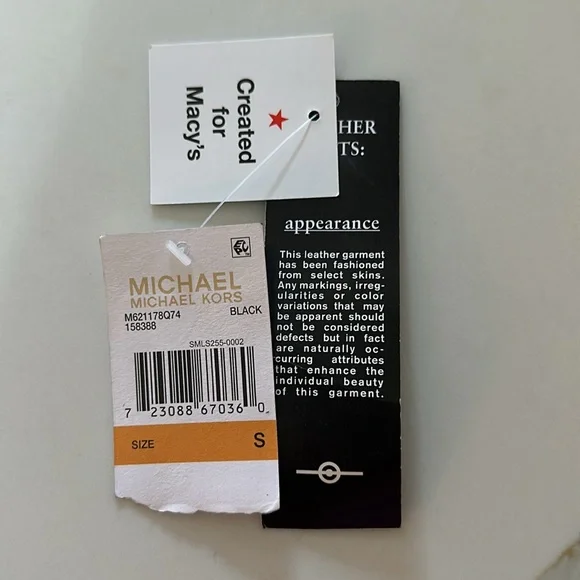 Created
for
Macy's
HER
TS:
appearance
This leather garment
has been fashioned
from select skins.
Any markings, irreg-
ularities or color
variations that may
be apparent should
not be considered
defects but in fact
are naturally oc-
curring attributes
that enhance the
individual beauty
of this garment.
EPC
MICHAEL
MICHAEL KORS
M621178Q74
BLACK
158388
SMLS255-0002
7 23088 67036 0
SIZE S